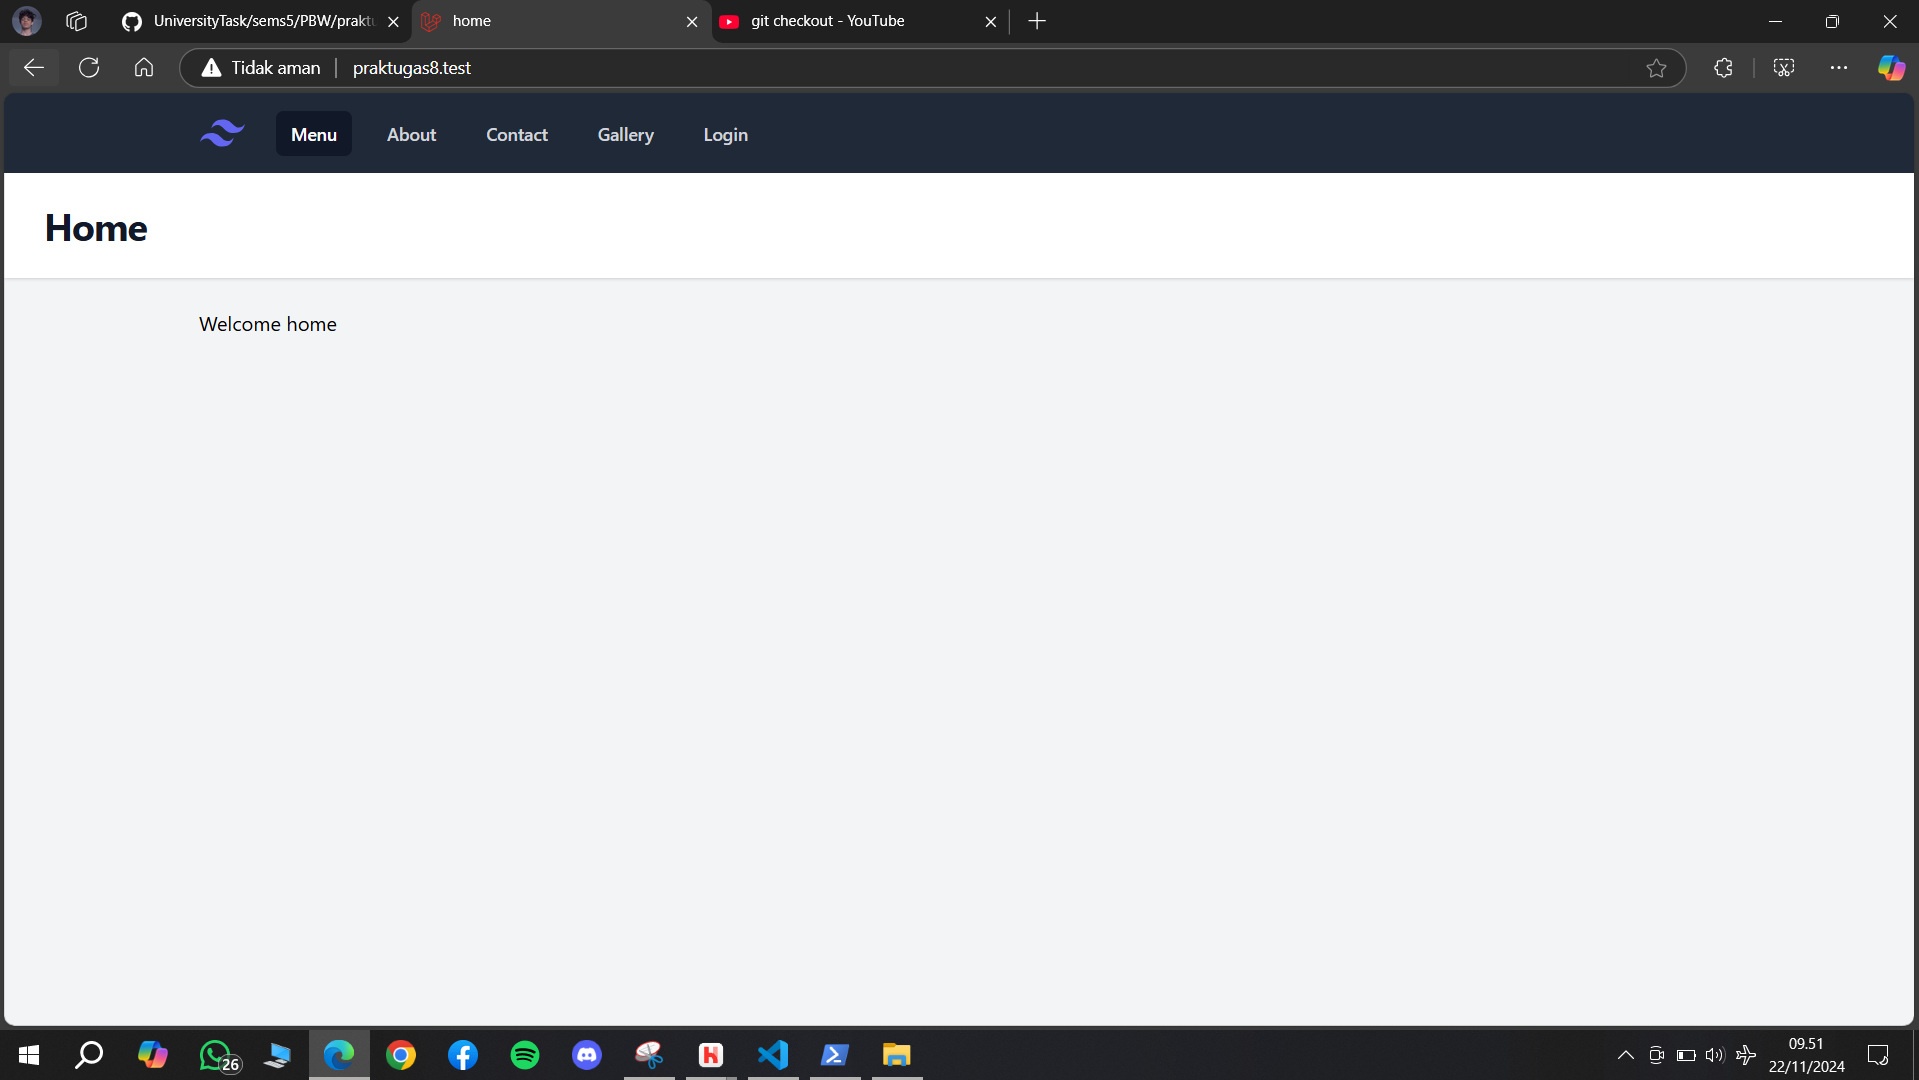 UniversityTask/sems5/PBW/praktu
home
git checkout - YouTube
Tidak aman
praktugas8.test
Menu
About
Contact
Gallery
Login
Home
Welcome home
26
09.51
22/11/2024